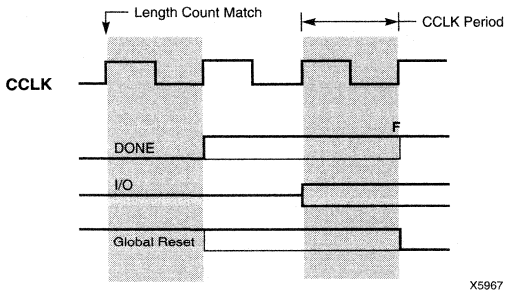 Length Count Match
CCLK Period
CCLK
F
DONE
I/O
Global Reset
X5967